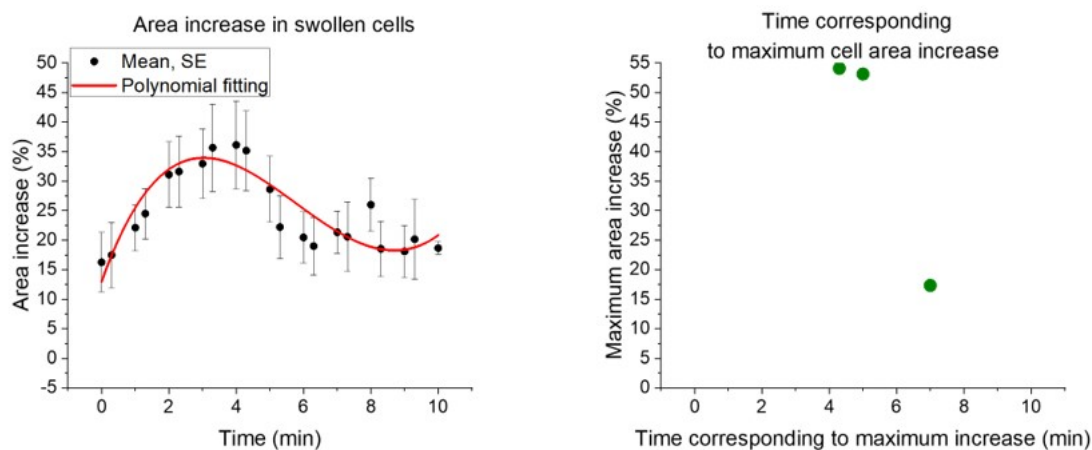 Area increase in swollen cells
50
45
40
35
30
25
20
15
10
5
0
-5
Area increase (%)
Mean, SE
Polynomial fitting
0 2 4 6 8 10
Time (min)
Time corresponding
to maximum cell area increase
55
50
45
40
35
30
25
20
15
10
5
0
Maximum area increase (%)
0 2 4 6 8 10
Time corresponding to maximum increase (min)